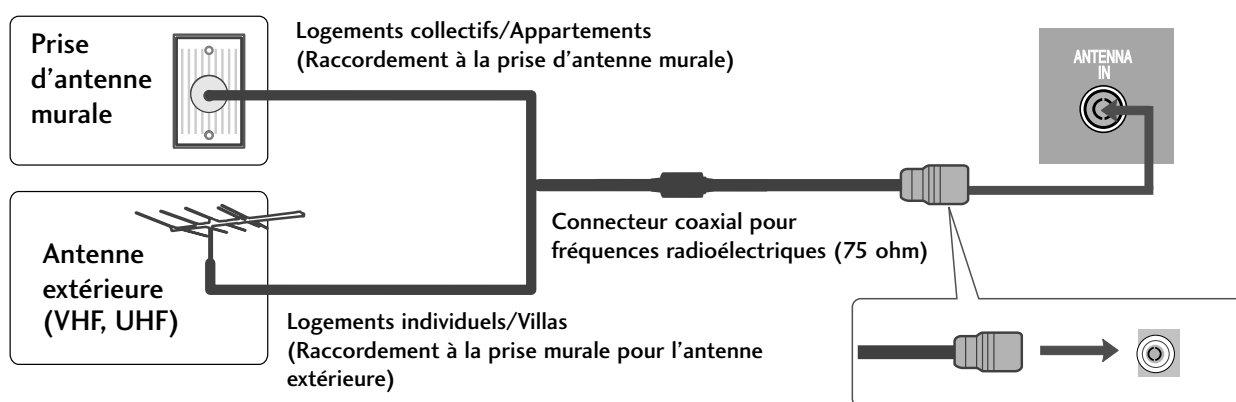 Prise
d'antenne
murale
Logements collectifs/Appartements
(Raccordement à la prise d'antenne murale)
ANTENNA
IN
Antenne
extérieure
(VHF, UHF)
Connecteur coaxial pour
fréquences radioélectriques (75 ohm)
Logements individuels/Villas
(Raccordement à la prise murale pour l'antenne
extérieure)